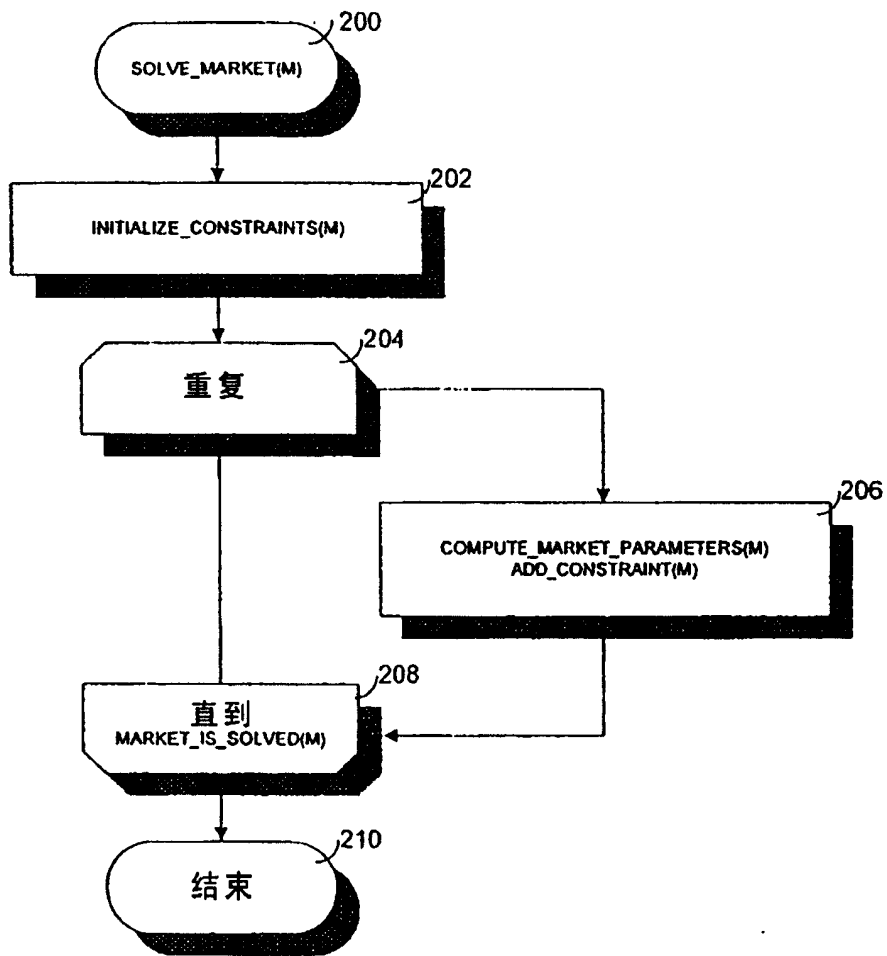 200
SOLVE_MARKET(M)
202
INITIALIZE_CONSTRAINTS(M)
204
重复
206
COMPUTE_MARKET_PARAMETERS(M)
ADD_CONSTRAINT(M)
208
直到
MARKET_IS_SOLVED(M)
210
结束